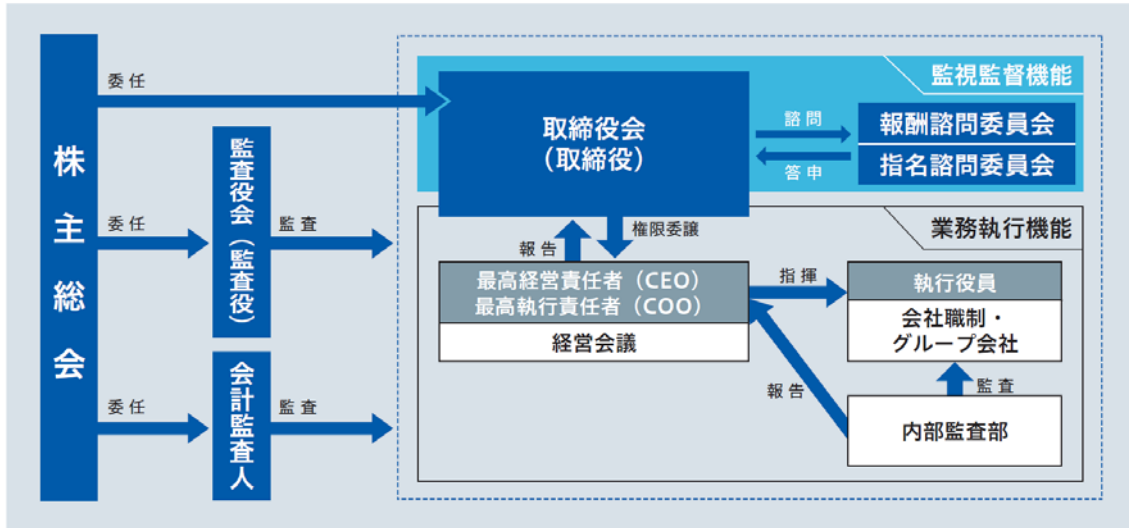 株主総会
委任
監査役会（監査役）
監査
委任
会計監査人
監査
委任
監視監督機能
取締役会
（取締役）
諮問
答申
報酬諮問委員会
指名諮問委員会
業務執行機能
報告
権限委譲
最高経営責任者（CEO）
最高執行責任者（COO）
経営会議
指揮
執行役員
会社職制・
グループ会社
報告
監査
内部監査部